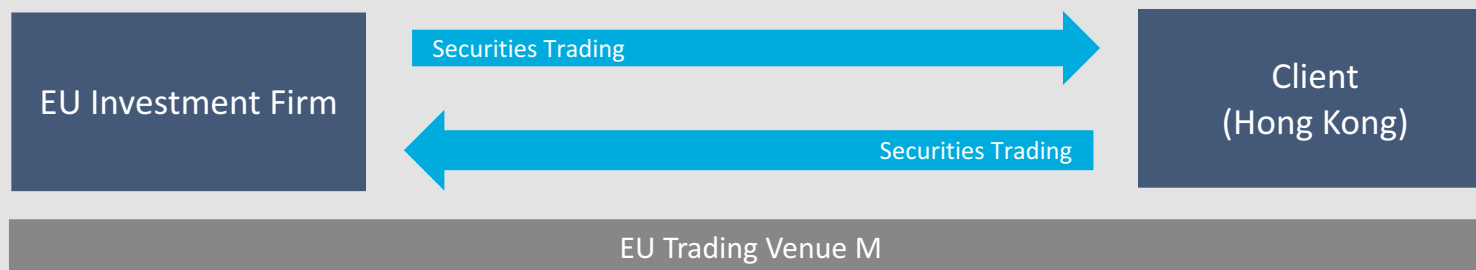 EU Investment Firm
Securities Trading
Securities Trading
Client
(Hong Kong)
EU Trading Venue M